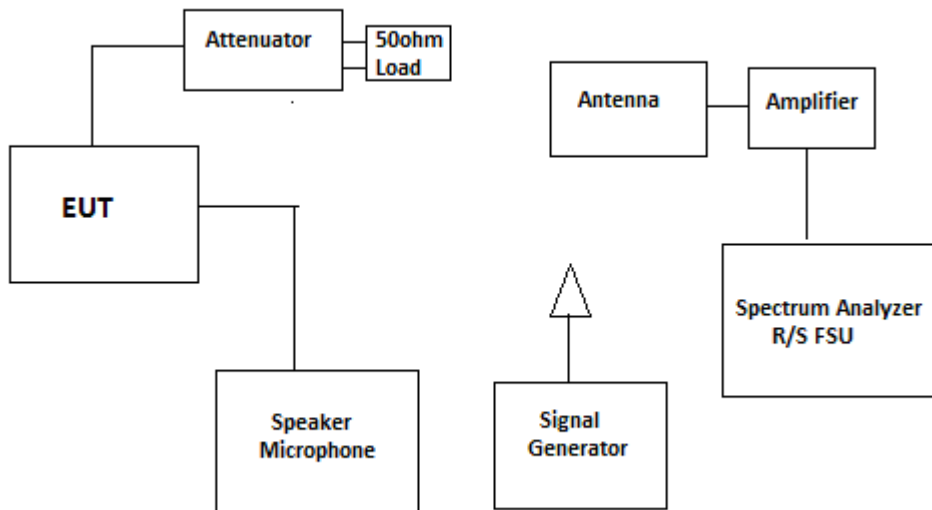 Attenuator
50ohm
Load
Antenna
Amplifier
EUT
Spectrum Analyzer
R/S FSU
Speaker
Microphone
Signal
Generator